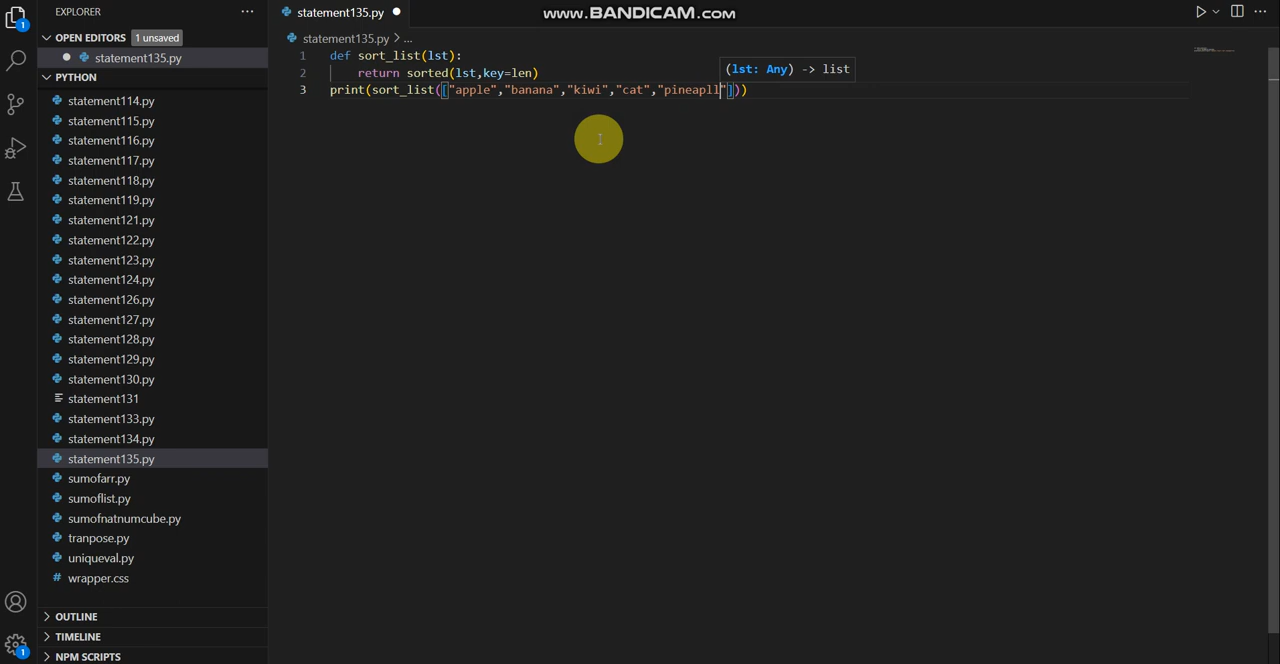 EXPLORER
statement135.py
www.BANDICAM.com
OPEN EDITORS 1 unsaved
statement135.py
PYTHON
statement114.py
statement115.py
statement116.py
statement117.py
statement118.py
statement119.py
statement121.py
statement122.py
statement123.py
statement124.py
statement126.py
statement127.py
statement128.py
statement129.py
statement130.py
statement131
statement133.py
statement134.py
statement135.py
sumofarr.py
sumoflist.py
sumofnatnumcube.py
tranpose.py
uniqueval.py
wrapper.css
OUTLINE
TIMELINE
NPM SCRIPTS
1
1
statement135.py > ...
1 def sort_list(lst):
2 return sorted(lst,key=len)
(lst: Any) -> list
3 print(sort_list(["apple","banana","kiwi","cat","pineapll"]))